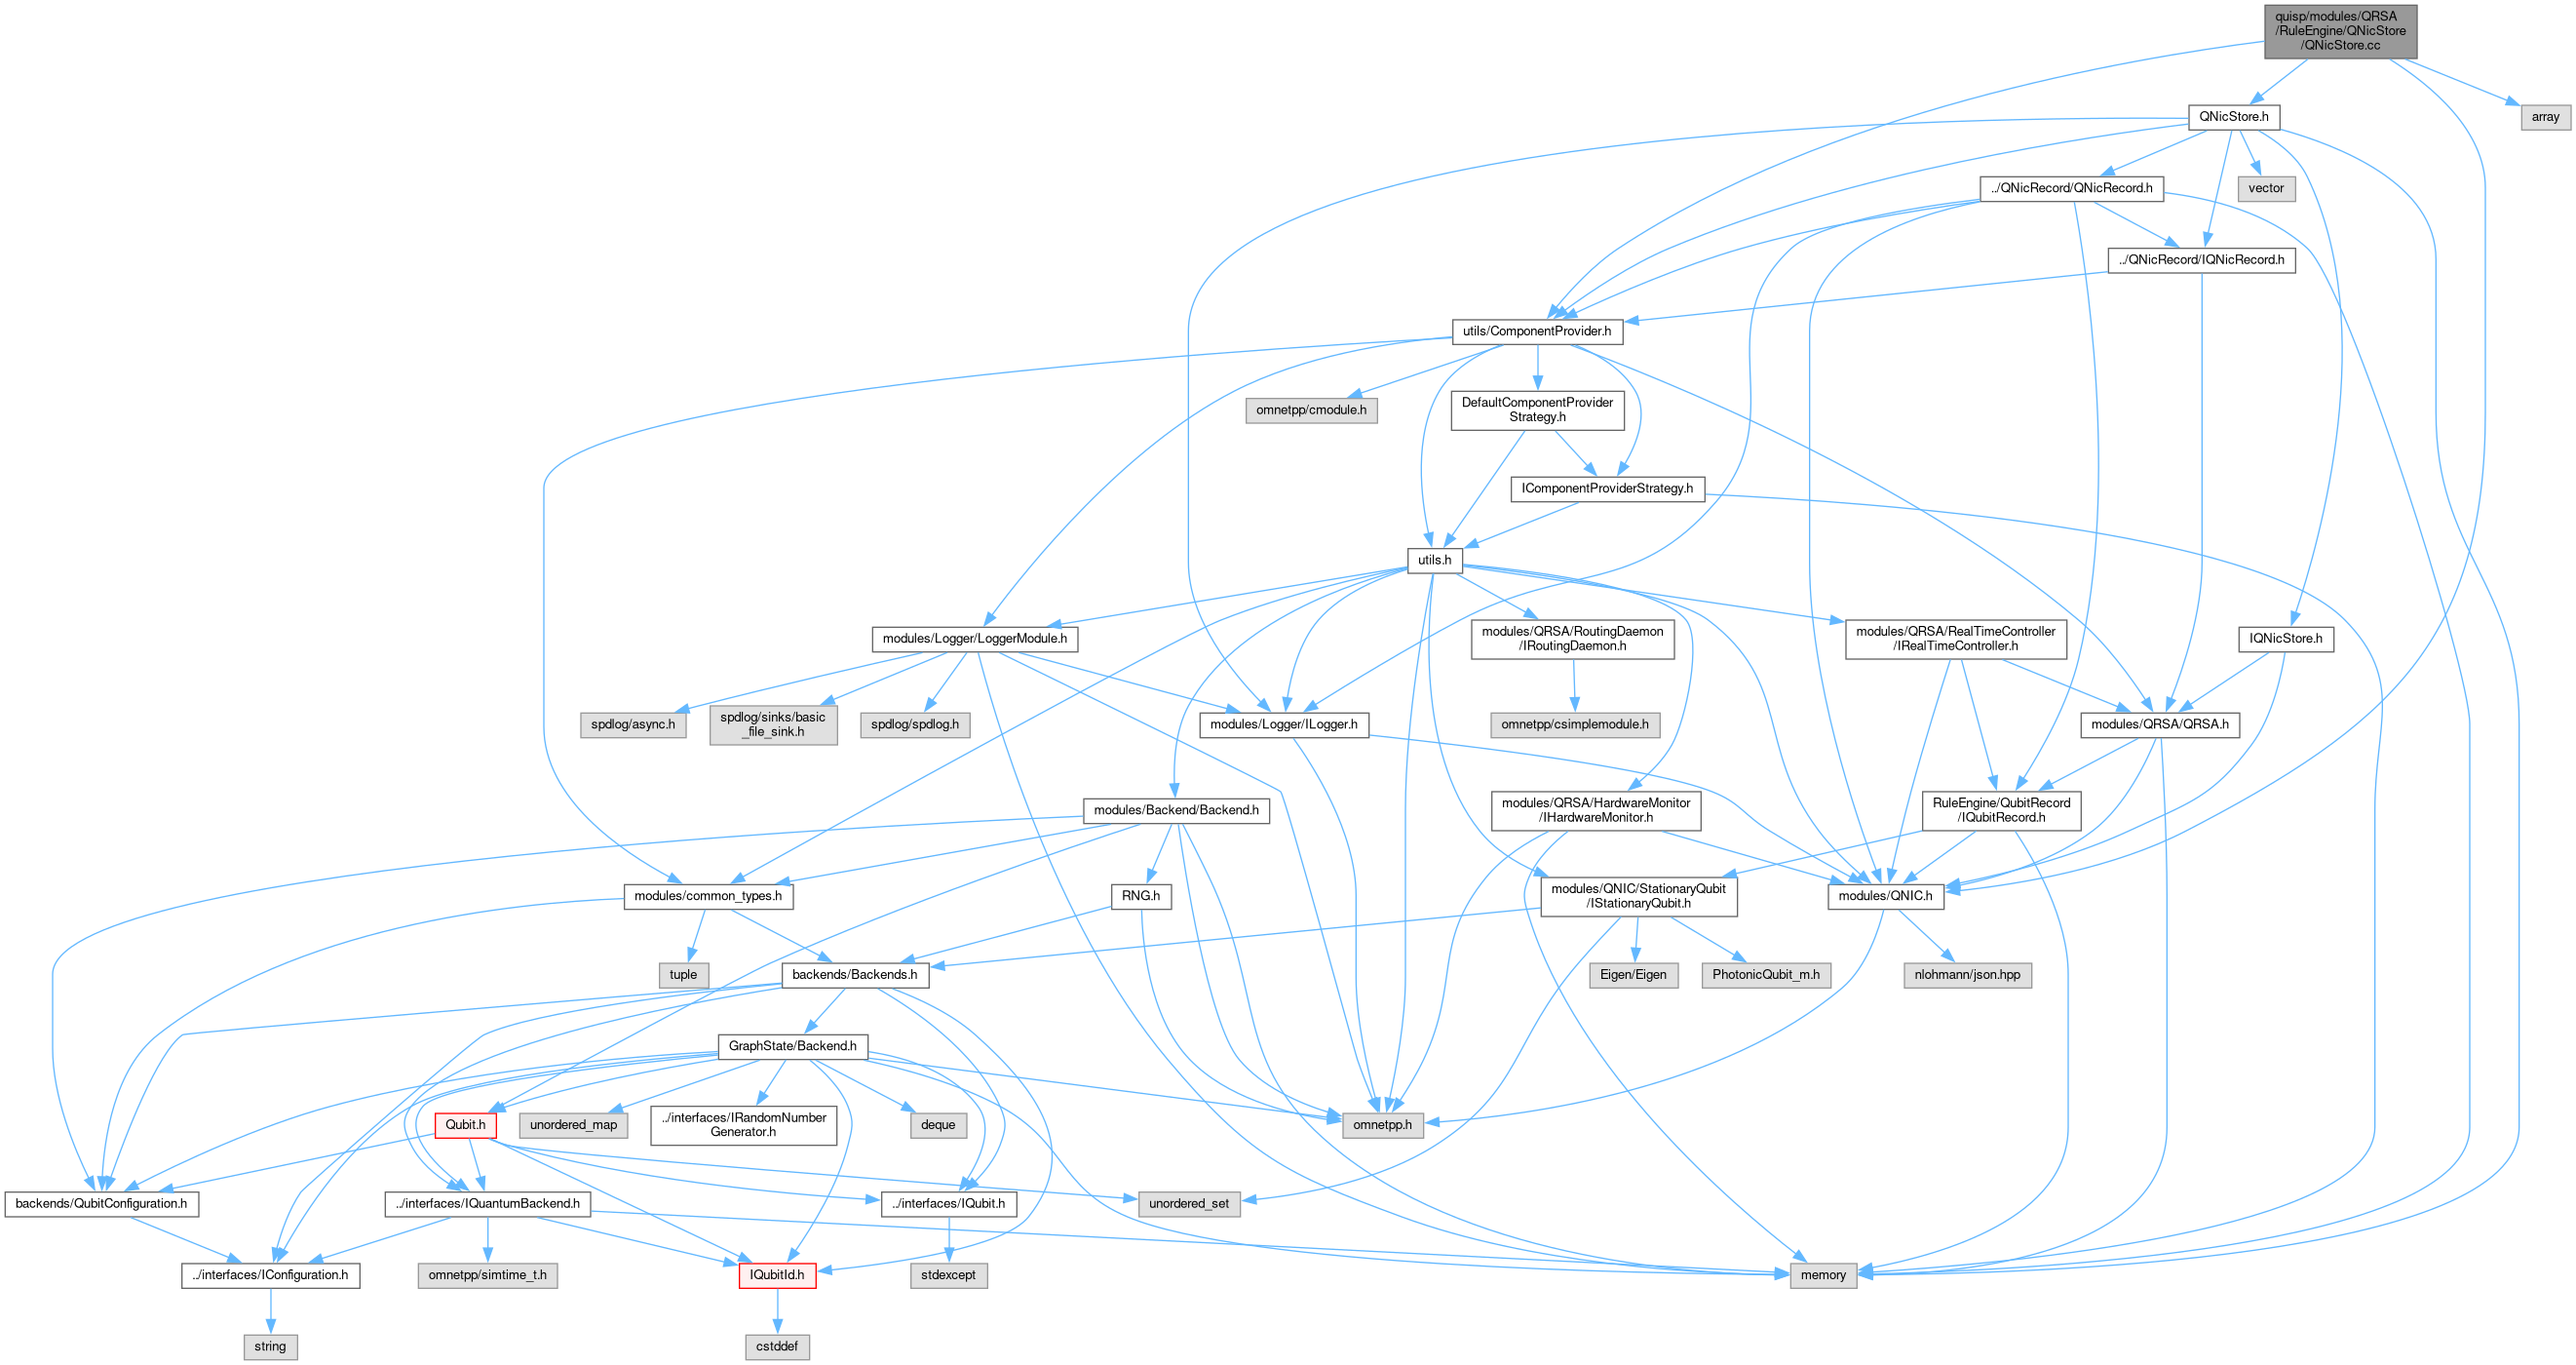 quisp/modules/QRSA
/RuleEngine/QNicStore
/QNicStore.cc
QNicStore.h
array
../QNicRecord/QNicRecord.h
vector
../QNicRecord/IQNicRecord.h
utils/ComponentProvider.h
omnetpp/cmodule.h
DefaultComponentProvider
Strategy.h
IComponentProviderStrategy.h
utils.h
modules/Logger/LoggerModule.h
modules/QRSA/RoutingDaemon
/IRoutingDaemon.h
modules/QRSA/RealTimeController
/IRealTimeController.h
IQNicStore.h
spdlog/async.h
spdlog/sinks/basic
_file_sink.h
spdlog/spdlog.h
modules/Logger/ILogger.h
omnetpp/csimplemodule.h
modules/QRSA/QRSA.h
modules/Backend/Backend.h
modules/QRSA/HardwareMonitor
/IHardwareMonitor.h
RuleEngine/QubitRecord
/IQubitRecord.h
modules/common_types.h
RNG.h
modules/QNIC/StationaryQubit
/IStationaryQubit.h
modules/QNIC.h
tuple
backends/Backends.h
Eigen/Eigen
PhotonicQubit_m.h
nlohmann/json.hpp
GraphState/Backend.h
Qubit.h
unordered_map
../interfaces/IRandomNumber
Generator.h
deque
omnetpp.h
backends/QubitConfiguration.h
../interfaces/IQuantumBackend.h
../interfaces/IQubit.h
unordered_set
../interfaces/IConfiguration.h
omnetpp/simtime_t.h
IQubitId.h
stdexcept
memory
string
cstddef